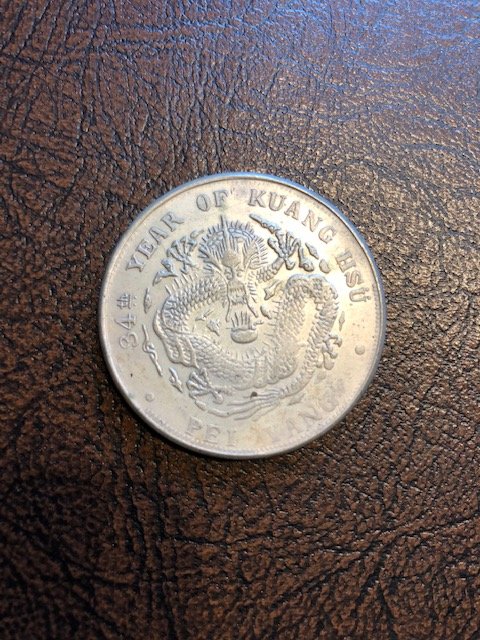 34th YEAR OF KUANG HSÜ
PEI YANG